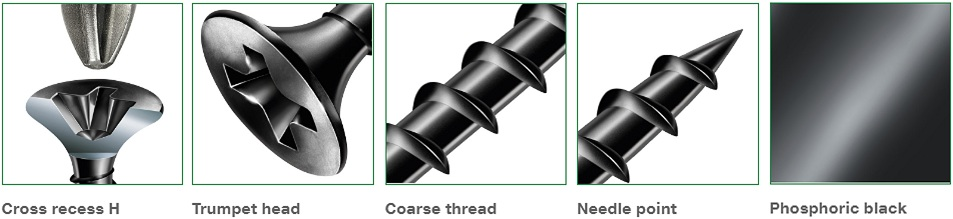 Cross recess H
Trumpet head
Coarse thread
Needle point
Phosphoric black